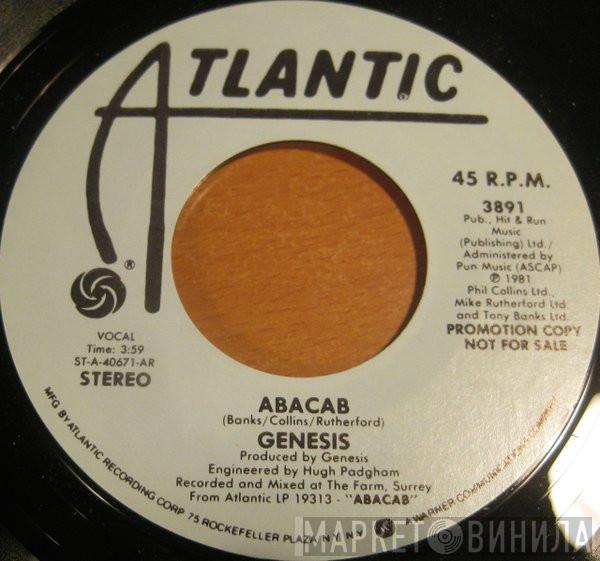 ATLANTIC
®
45 R.P.M.
3891
Pub., Hit & Run
Music
(Publishing) Ltd./
Administered by
Pun Music (ASCAP)
℗ 1981
Phil Collins Ltd.,
Mike Rutherford Ltd.
and Tony Banks Ltd.
PROMOTION COPY
NOT FOR SALE
®
VOCAL
Time: 3:59
ST-A-40671-AR
STEREO
ABACAB
(Banks/Collins/Rutherford)
GENESIS
Produced by Genesis
Engineered by Hugh Padgham
Recorded and Mixed at The Farm, Surrey
From Atlantic LP 19313 - "ABACAB"
MFG BY ATLANTIC RECORDING CORP 75 ROCKEFELLER PLAZA/N.Y. N.Y. A WARNER COMMUNICATIONS COMPANY
МАРКЕТ ВИНИЛА